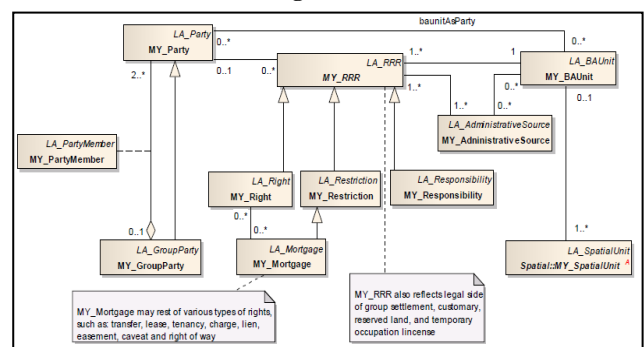 baunitAsParty
LA_Party
MY_Party
0..*
0..*
2..*
0..1
0..*
LA_RRR
MY_RRR
1..*
1
1..*
LA_BAUnit
MY_BAUnit
0..*
0..1
1..*
LA_AdministrativeSource
MY_AdninistrativeSource
LA_PartyMember
MY_PartyMember
LA_Right
MY_Right
LA_Restriction
MY_Restriction
LA_Responsibility
MY_Responsibility
0..*
0..*
0..1
1..*
LA_GroupParty
MY_GroupParty
LA_Mortgage
MY_Mortgage
LA_SpatialUnit
Spatial::MY_SpatialUnit
MY_Mortgage may rest of various types of rights,
such as: transfer, lease, tenancy, charge, lien,
easement, caveat and right of way
MY_RRR also reflects legal side
of group settlement, customary,
reserved land, and temporary
occupation lincense